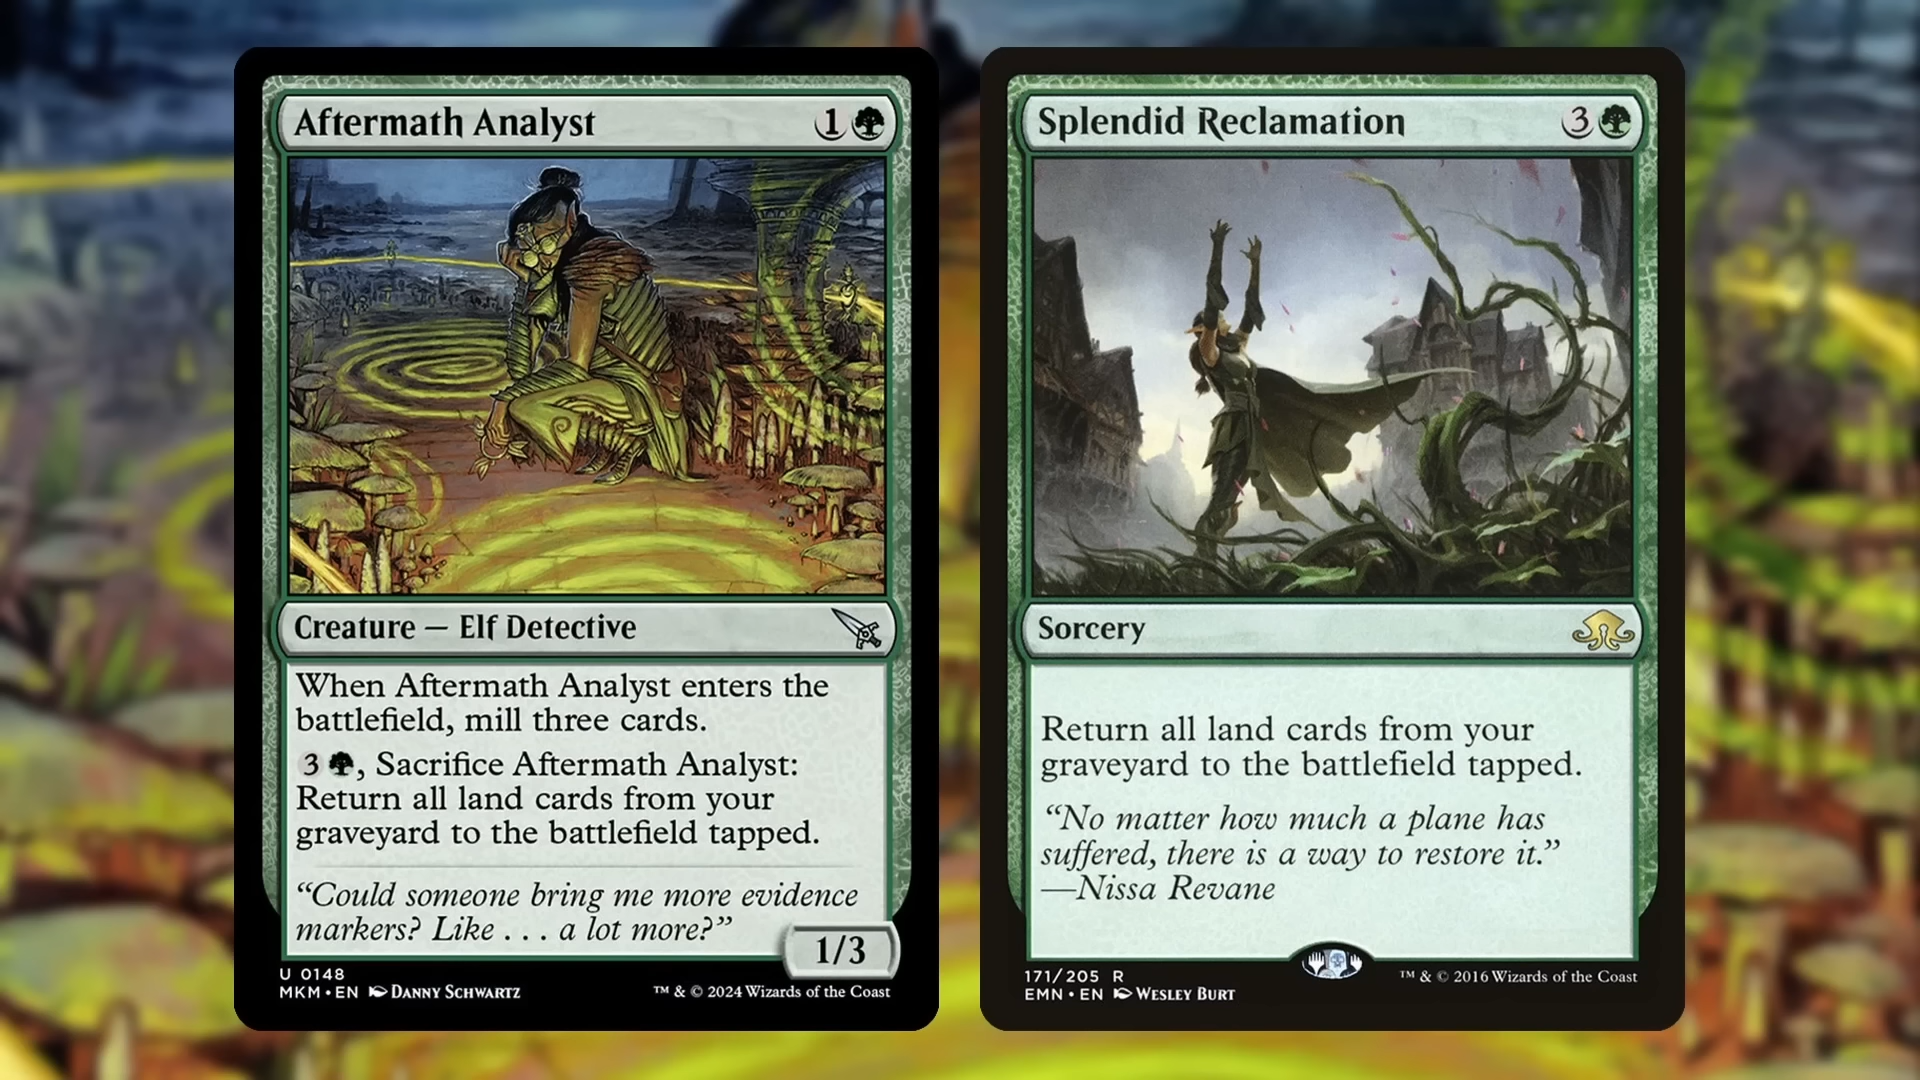 Aftermath Analyst 1
Creature — Elf Detective
When Aftermath Analyst enters the
battlefield, mill three cards.
3 , Sacrifice Aftermath Analyst:
Return all land cards from your
graveyard to the battlefield tapped.
“Could someone bring me more evidence
markers? Like . . . a lot more?”
1/3
U 0148
MKM • EN DANNY SCHWARTZ
™ & © 2024 Wizards of the Coast
Splendid Reclamation 3
Sorcery
Return all land cards from your
graveyard to the battlefield tapped.
“No matter how much a plane has
suffered, there is a way to restore it.”
—Nissa Revane
171/205 R
EMN • EN WESLEY BURT
™ & © 2016 Wizards of the Coast